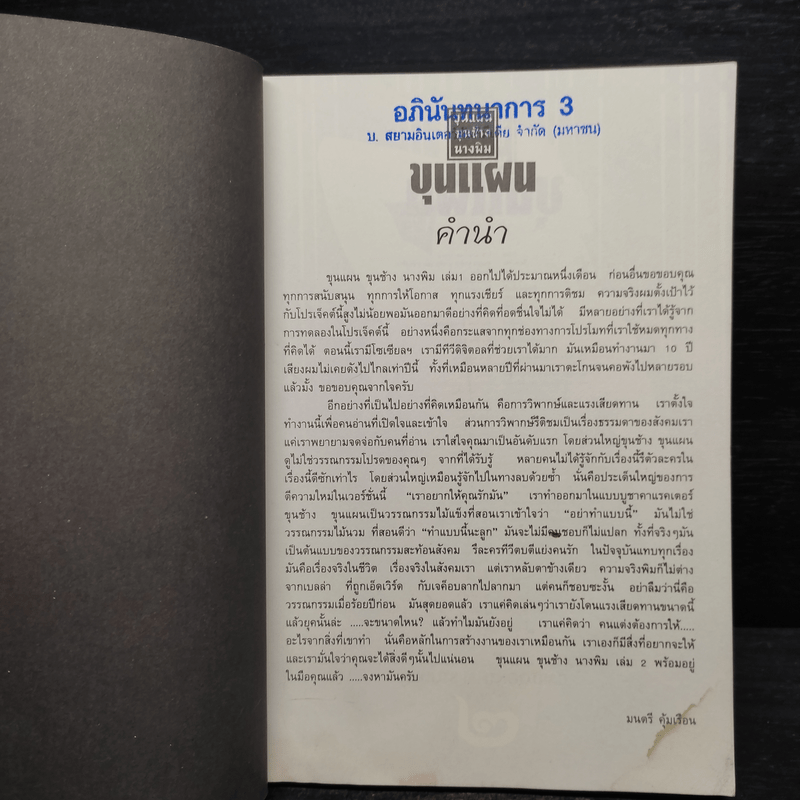 อภินันทนาการ 3
บ. สยามอินเตอ จำกัด (มหาชน)
ขุนช้าง
นางพิม
ขุนแผน
คำนำ
ขุนแผน ขุนช้าง นางพิม เล่ม1 ออกไปได้ประมาณหนึ่งเดือน ก่อนอื่นขอขอบคุณ
ทุกการสนับสนุน ทุกการให้โอกาส ทุกแรงเชียร์ และทุกการติชม ความจริงผมตั้งเป้าไว้
กับโปรเจ็คต์นี้สูงไม่น้อยพอมันออกมาดีอย่างที่คิดที่อดชื่นใจไม่ได้ มีหลายอย่างที่เราได้รู้จาก
การทดลองในโปรเจ็คต์นี้ อย่างหนึ่งคือกระแสจากทุกช่องทางการโปรโมทที่เราใช้หมดทุกทาง
ที่คิดได้ ตอนนี้เรามีโซเชียลฯ เรามีทีวีดิจิตอลที่ช่วยเราได้มาก มันเหมือนทำงานมา 10 ปี
เสียงผมไม่เคยดังไปไกลเท่าปีนี้ ทั้งที่เหมือนหลายปีที่ผ่านมาเราตะโกนจนคอพังไปหลายรอบ
แล้วมั้ง ขอขอบคุณจากใจครับ
อีกอย่างที่เป็นไปอย่างที่คิดเหมือนกัน คือการวิพากษ์และแรงเสียดทาน เราตั้งใจ
ทำงานนี้เพื่อคนอ่านที่เปิดใจและเข้าใจ ส่วนการวิพากษ์รีติชมเป็นเรื่องธรรมดาของสังคมเรา
แค่เราพยายามจดจ่อกับคนที่อ่าน เราใส่ใจคุณมาเป็นอันดับแรก โดยส่วนใหญ่ขุนช้าง ขุนแผน
ดูไม่ใช่วรรณกรรมโปรดของคุณๆ จากที่ได้รับรู้ หลายคนไม่ได้รู้จักกับเรื่องนี้รึตัวละครใน
เรื่องนี้ดีซักเท่าไร โดยส่วนใหญ่เหมือนรู้จักไปในทางลบด้วยซ้ำ นั่นคือประเด็นใหญ่ของการ
ตีความใหม่ในเวอร์ชั่นนี้ “เราอยากให้คุณรักมัน” เราทำออกมาในแบบบูชาคาแรคเตอร์
ขุนช้าง ขุนแผนเป็นวรรณกรรมไม้แข็งที่สอนเราเข้าใจว่า “อย่าทำแบบนี้” มันไม่ใช่
วรรณกรรมไม้นวม ที่สอนดีว่า “ทำแบบนี้นะลูก” มันจะไม่มีคนชอบก็ไม่แปลก ทั้งที่จริงๆมัน
เป็นต้นแบบของวรรณกรรมสะท้อนสังคม รึละครทีวีตบตีแย่งคนรัก ในปัจจุบันแทบทุกเรื่อง
มันคือเรื่องจริงในชีวิต เรื่องจริงในสังคมเรา แต่เราหลับตาข้างเดียว ความจริงพิมก็ไม่ต่าง
จากเบลล่า ที่ถูกเอ็ดเวิร์ด กับเจค็อบลากไปลากมา แต่คนก็ชอบซะงั้น อย่าลืมว่านี่คือ
วรรณกรรมเมื่อร้อยปีก่อน มันสุดยอดแล้ว เราแค่คิดเล่นๆว่าเรายังโดนแรงเสียดทานขนาดนี้
แล้วยุคนั้นล่ะ .....จะขนาดไหน? แล้วทำไมมันยังอยู่ เราแค่คิดว่า คนแต่งต้องการให้.....
อะไรจากสิ่งที่เขาทำ นั่นคือหลักในการสร้างงานของเราเหมือนกัน เราเองก็มีสิ่งที่อยากจะให้
และเรามั่นใจว่าคุณจะได้สิ่งดีๆนั้นไปแน่นอน ขุนแผน ขุนช้าง นางพิม เล่ม 2 พร้อมอยู่
ในมือคุณแล้ว .....จงหามันครับ
มนตรี คุ้มเรือน